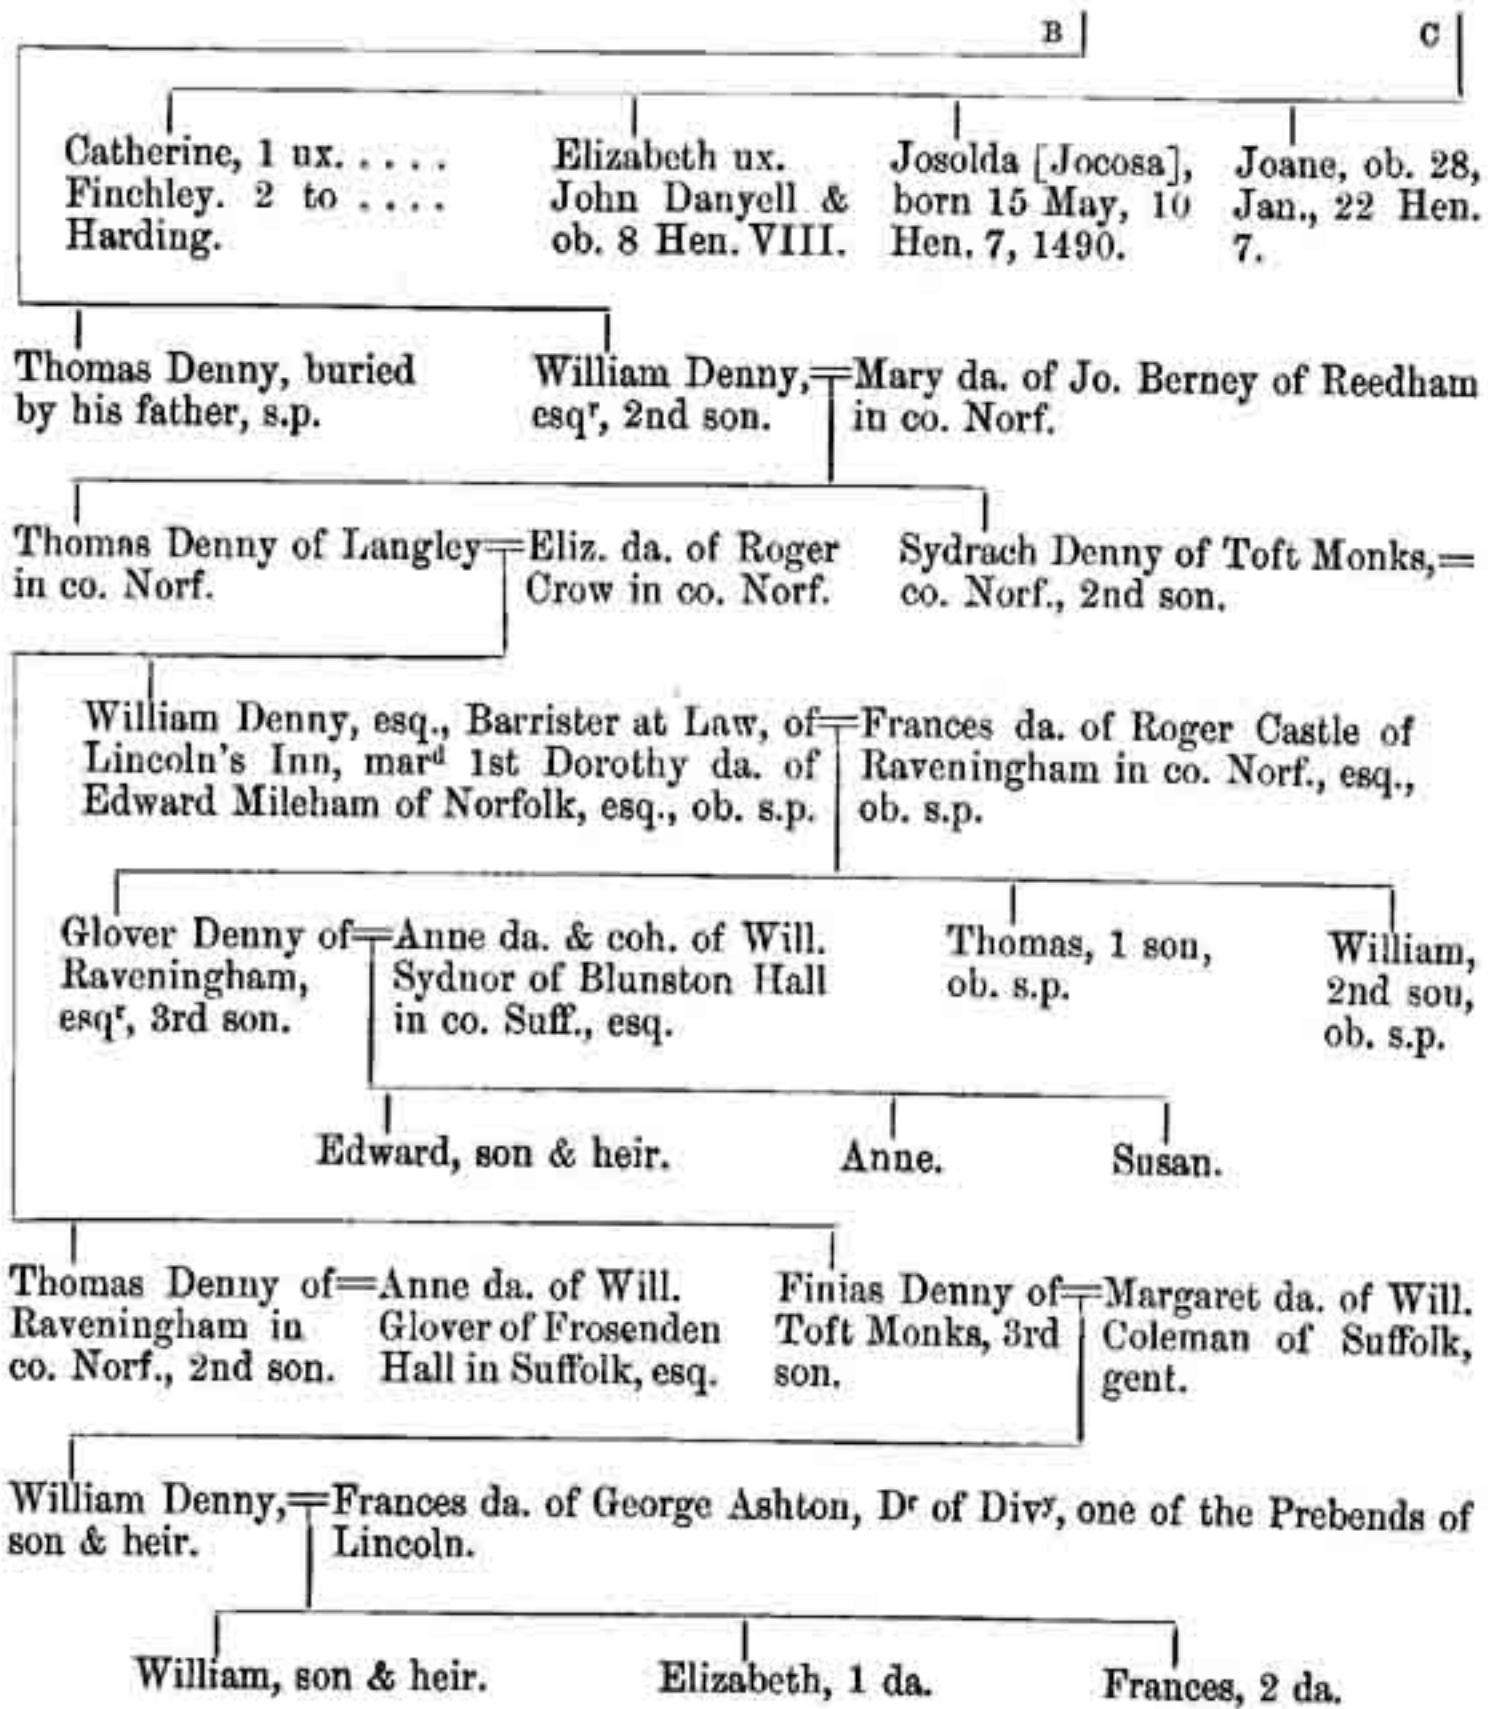 B
C
Catherine, 1 ux. . . . .
Finchley. 2 to . . . .
Harding.
Elizabeth ux.
John Danyell &
ob. 8 Hen. VIII.
Josolda [Jocosa],
born 15 May, 10
Hen. 7, 1490.
Joane, ob. 28,
Jan., 22 Hen.
7.
Thomas Denny, buried
by his father, s.p.
William Denny,
esqʳ, 2nd son.
Mary da. of Jo. Berney of Reedham
in co. Norf.
Thomas Denny of Langley
in co. Norf.
Eliz. da. of Roger
Crow in co. Norf.
Sydrach Denny of Toft Monks,=
co. Norf., 2nd son.
William Denny, esq., Barrister at Law, of
Lincoln's Inn, marᵈ 1st Dorothy da. of
Edward Mileham of Norfolk, esq., ob. s.p.
Frances da. of Roger Castle of
Raveningham in co. Norf., esq.,
ob. s.p.
Glover Denny of
Raveningham,
esqʳ, 3rd son.
Anne da. & coh. of Will.
Sydnor of Blunston Hall
in co. Suff., esq.
Thomas, 1 son,
ob. s.p.
William,
2nd son,
ob. s.p.
Edward, son & heir.
Anne.
Susan.
Thomas Denny of=
Raveningham in
co. Norf., 2nd son.
Anne da. of Will.
Glover of Frosenden
Hall in Suffolk, esq.
Finias Denny of
Toft Monks, 3rd
son.
Margaret da. of Will.
Coleman of Suffolk,
gent.
William Denny,
son & heir.
Frances da. of George Ashton, Dʳ of Divʸ, one of the Prebends of
Lincoln.
William, son & heir.
Elizabeth, 1 da.
Frances, 2 da.